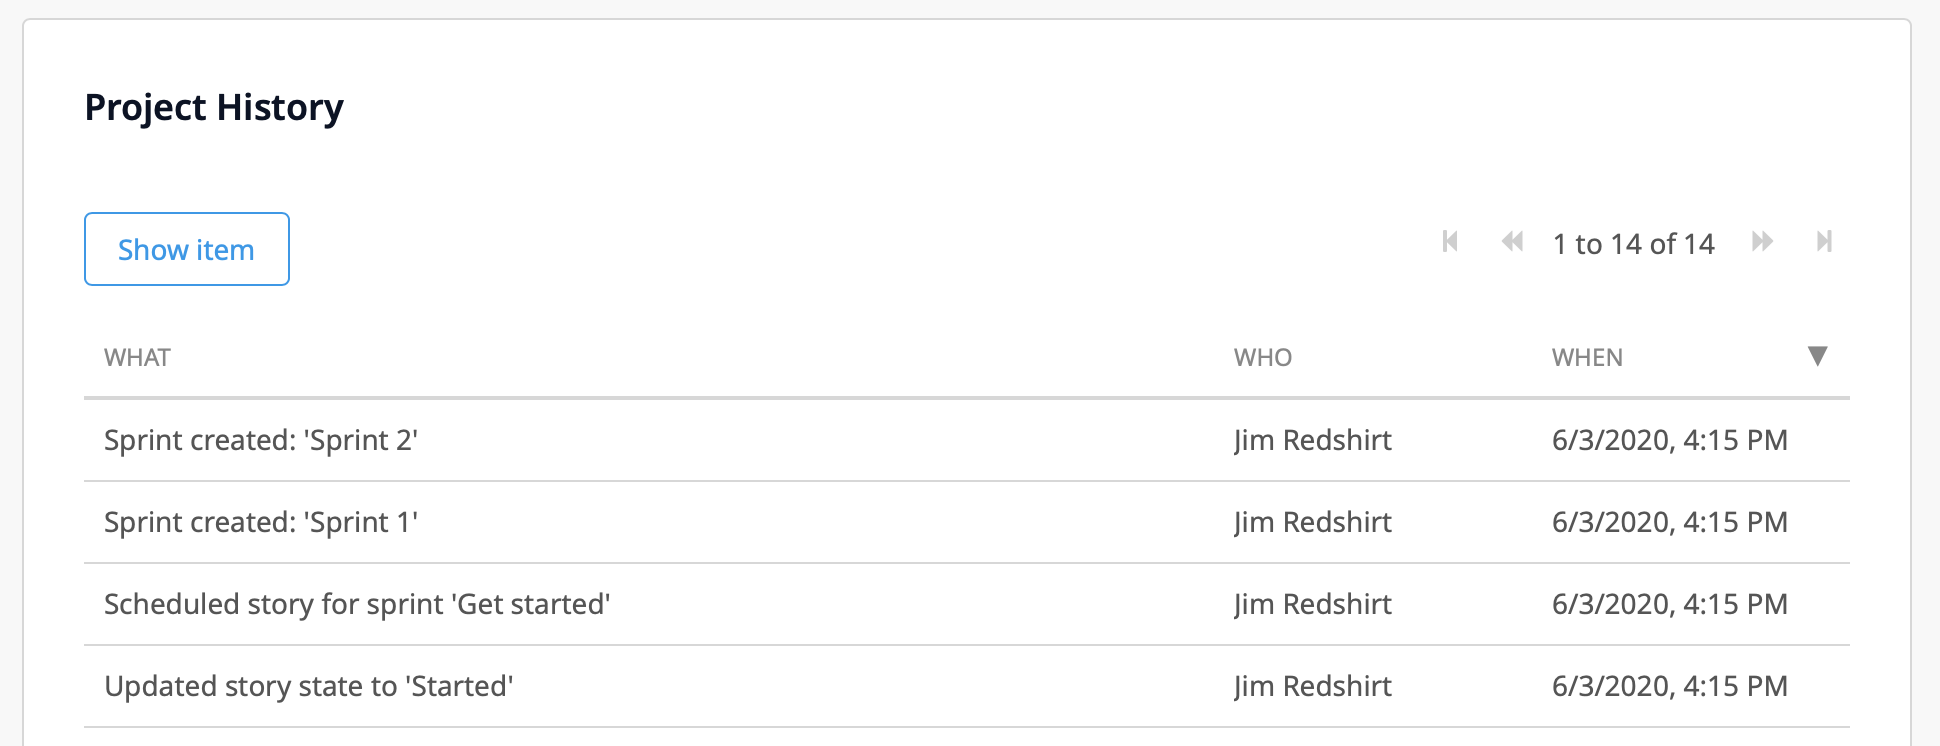 Project History
Show item
1 to 14 of 14
WHAT WHO WHEN
Sprint created: 'Sprint 2' Jim Redshirt 6/3/2020, 4:15 PM
Sprint created: 'Sprint 1' Jim Redshirt 6/3/2020, 4:15 PM
Scheduled story for sprint 'Get started' Jim Redshirt 6/3/2020, 4:15 PM
Updated story state to 'Started' Jim Redshirt 6/3/2020, 4:15 PM